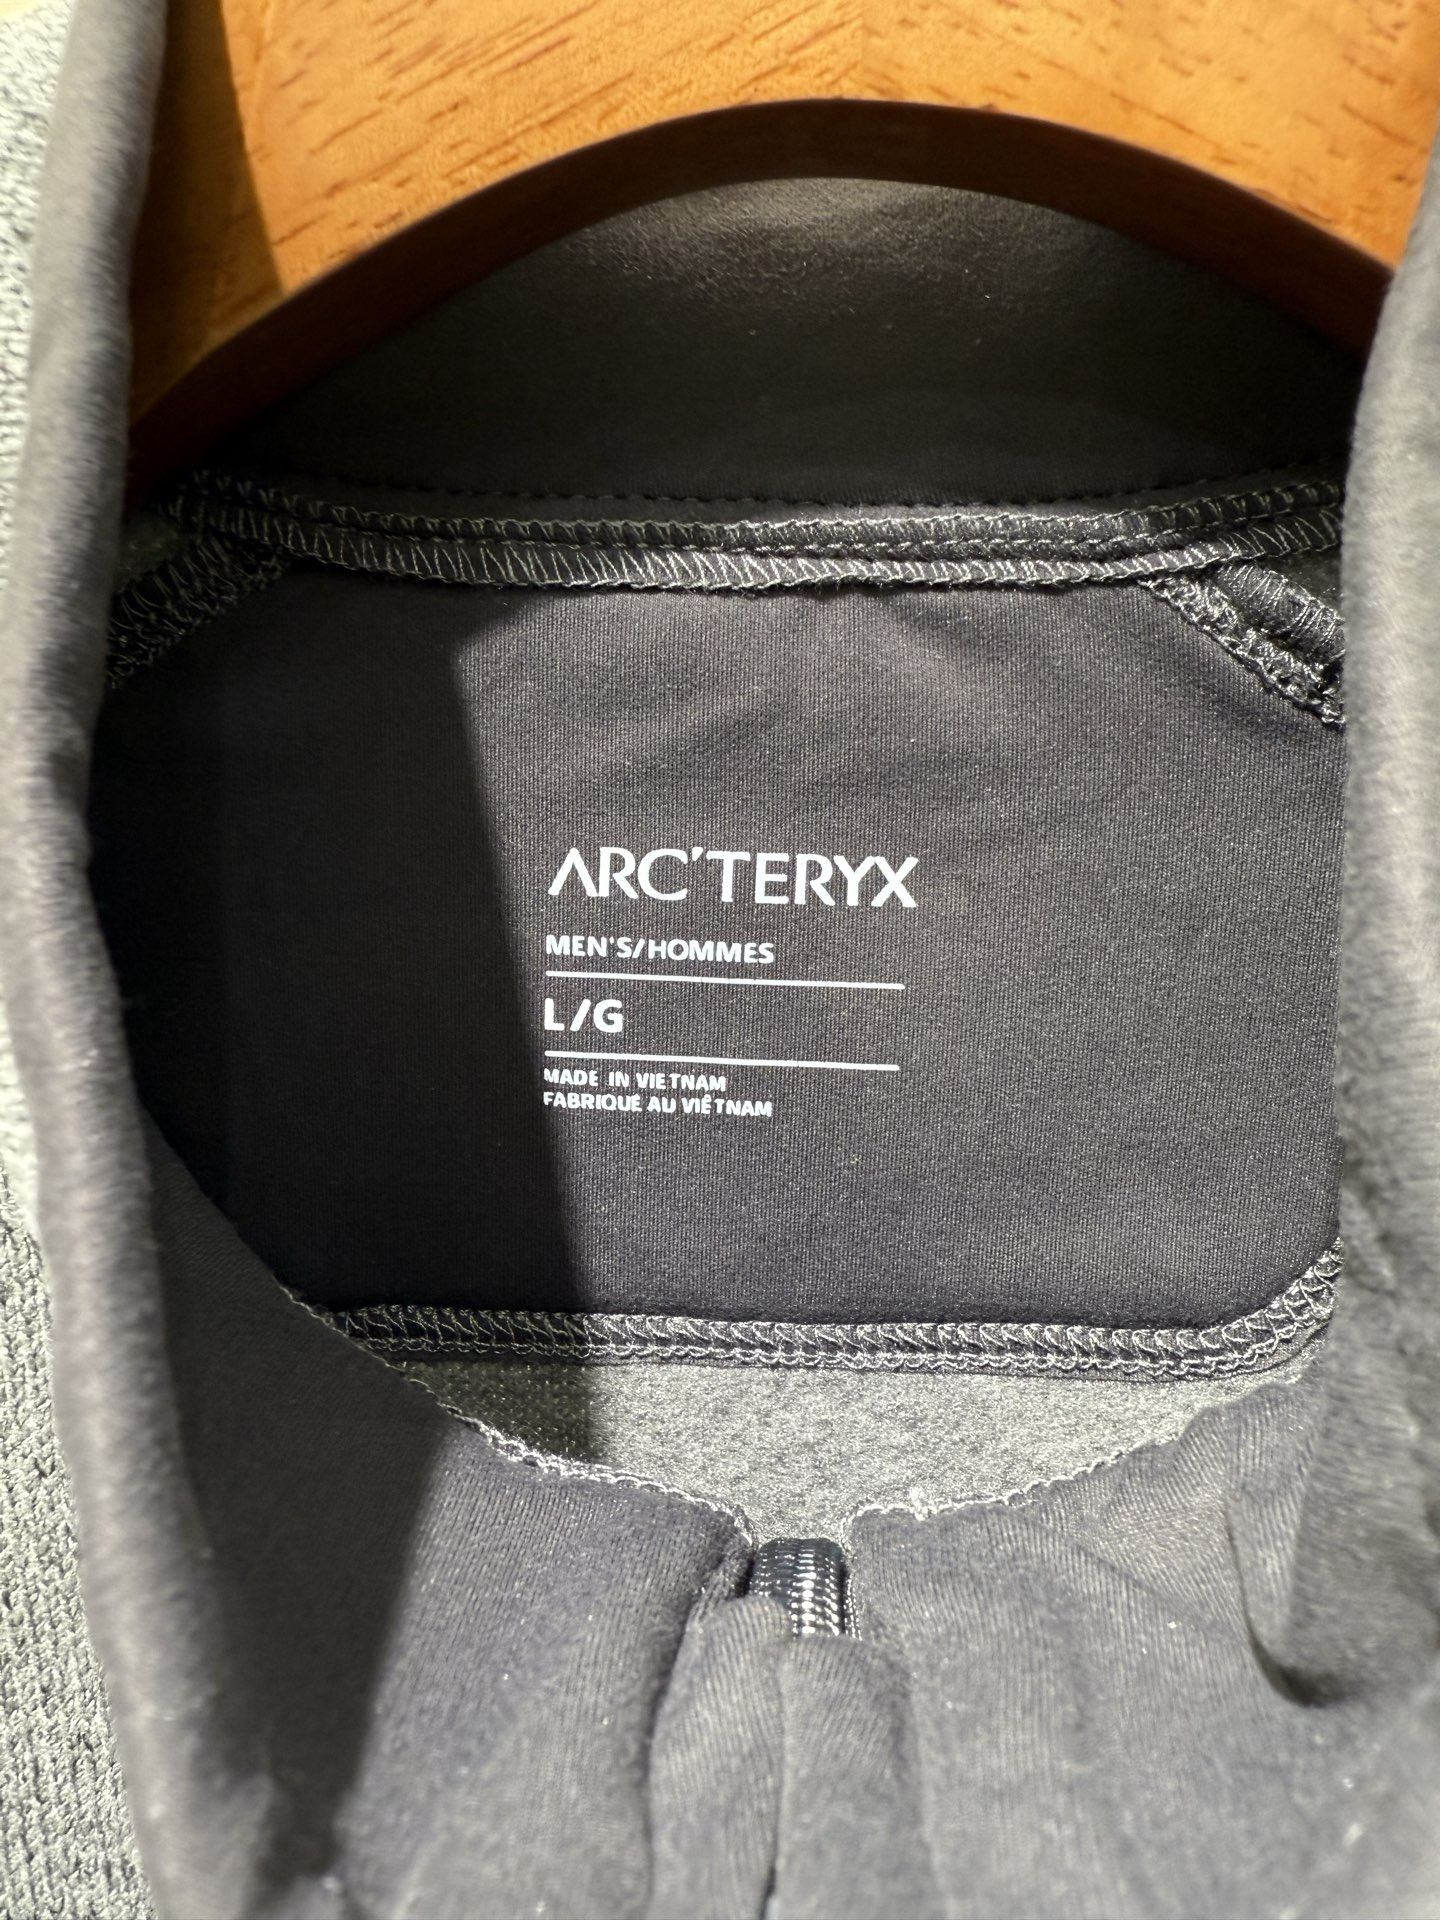 ARC'TERYX
MEN'S/HOMMES
L/G
MADE IN VIETNAM
FABRIQUÉ AU VIÊTNAM